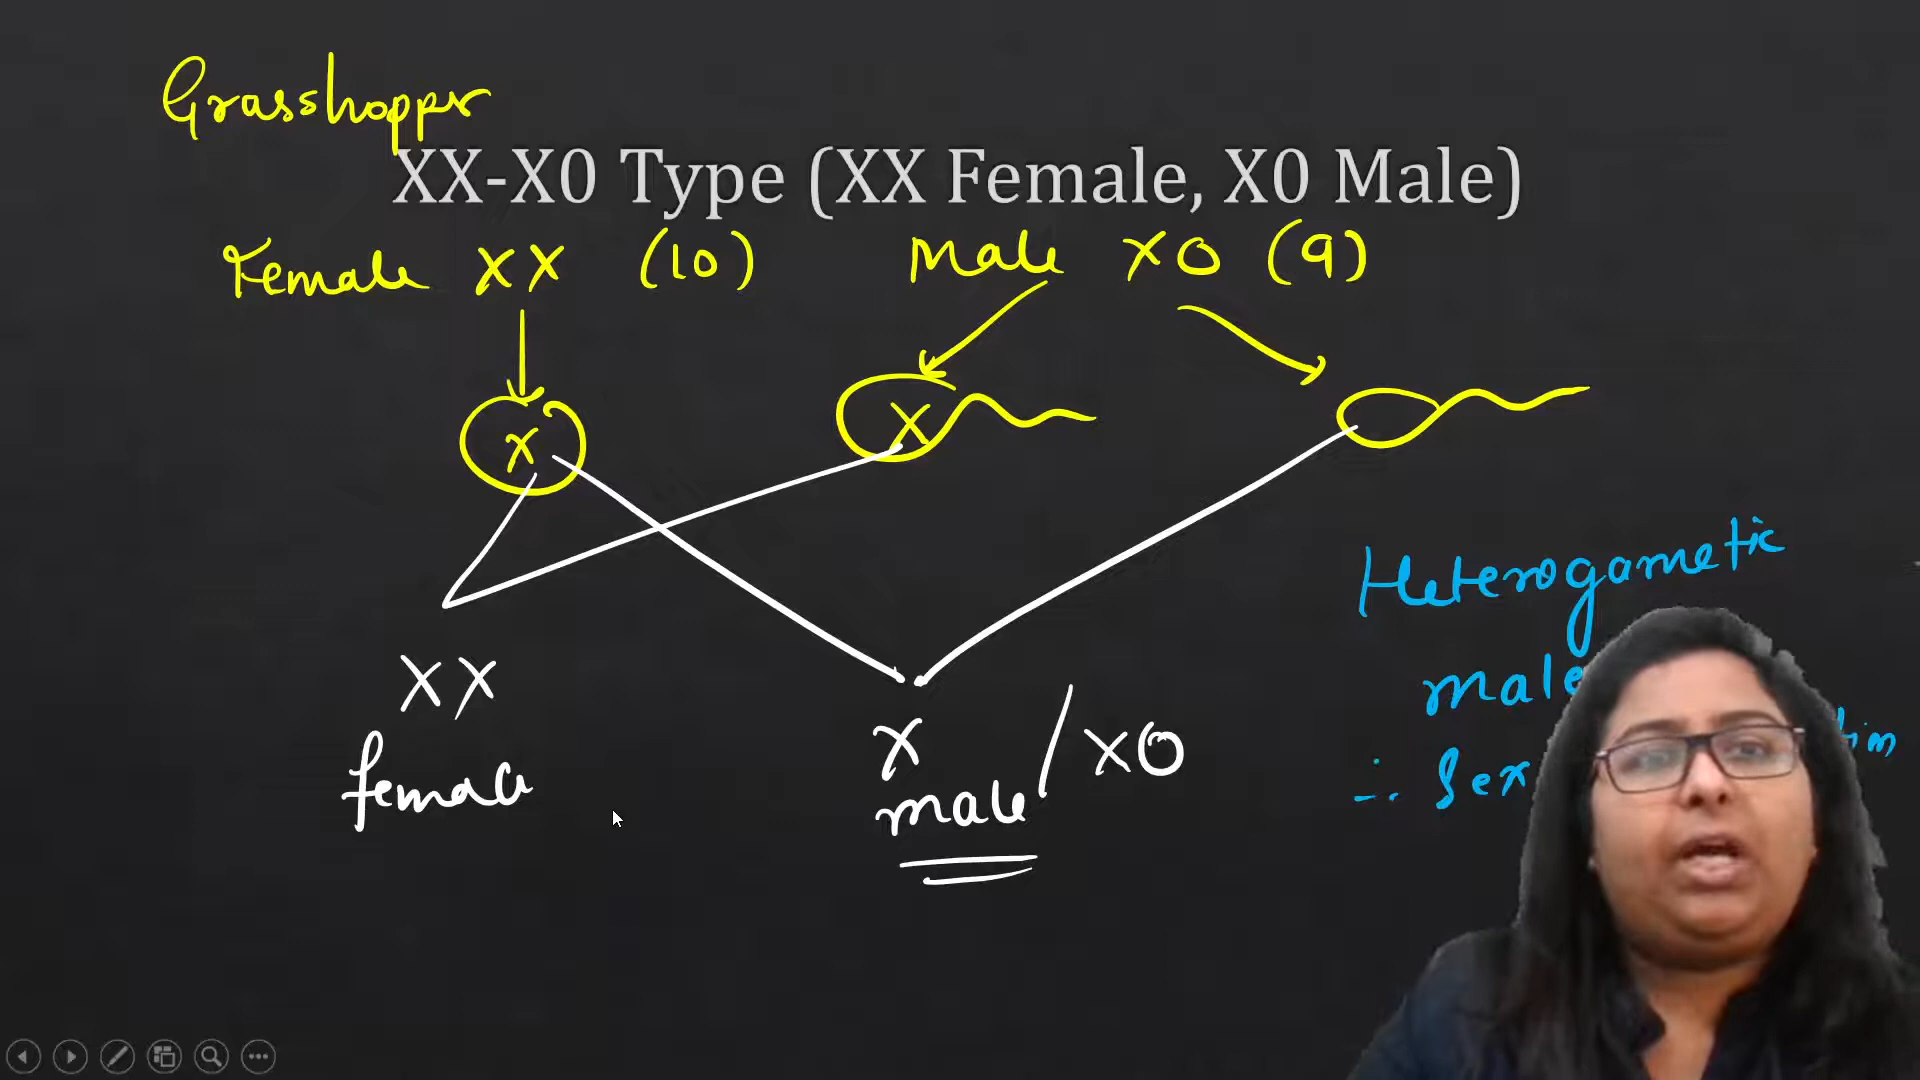 Grasshopper
XX-X0 Type (XX Female, X0 Male)
Female XX (10) Male XO (9)
X X
Heterogametic
male
XX
female
X / XO
male
∴ Sex